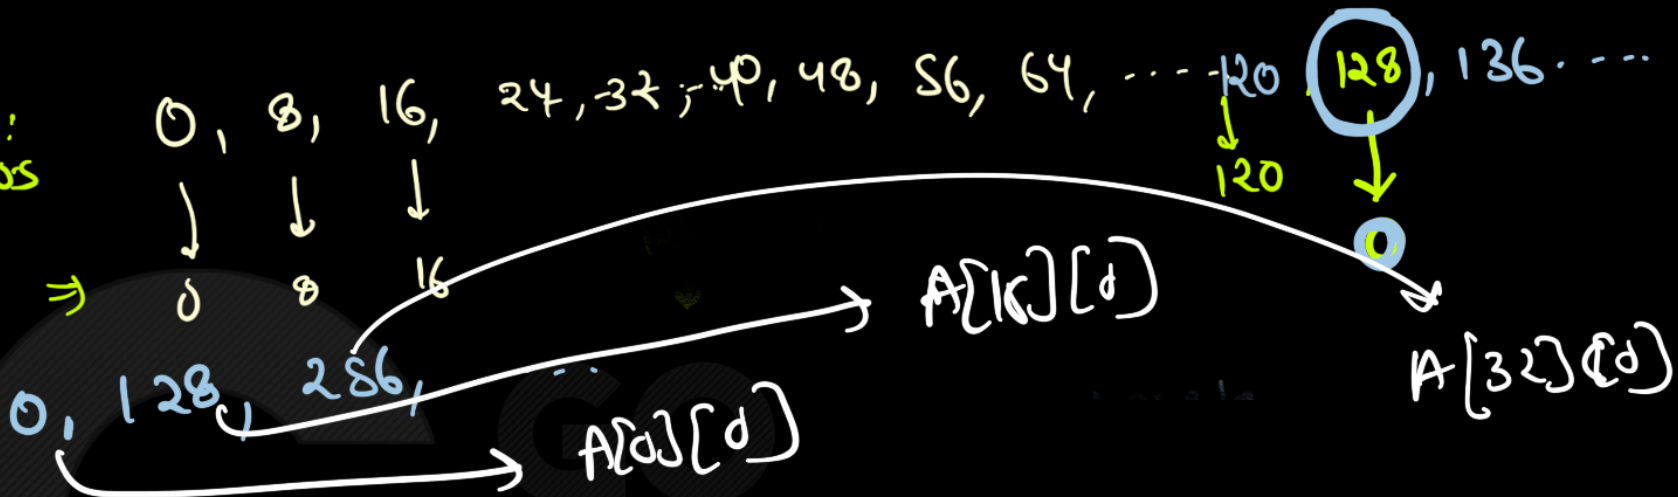 0, 8, 16, 24, 32, 40, 48, 56, 64, ..... 120, 128, 136.....
120
0 8 16
⇒ 0
A[16][0]
0, 128, 256, ..
A[32][0]
A[0][0]
GO